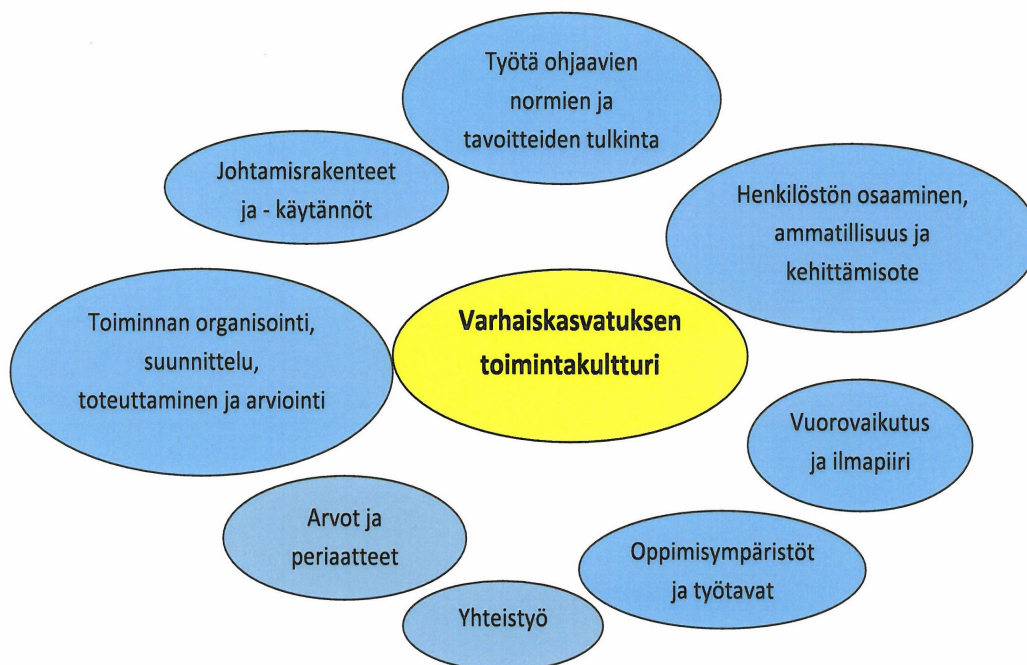 Työtä ohjaavien
normien ja
tavoitteiden tulkinta
Johtamisrakenteet
ja - käytännöt
Henkilöstön osaaminen,
ammatillisuus ja
kehittämisote
Varhaiskasvatuksen
toimintakultturi
Toiminnan organisointi,
suunnittelu,
toteuttaminen ja arviointi
Vuorovaikutus
ja ilmapiiri
Arvot ja
periaatteet
Oppimisympäristöt
ja työtavat
Yhteistyö